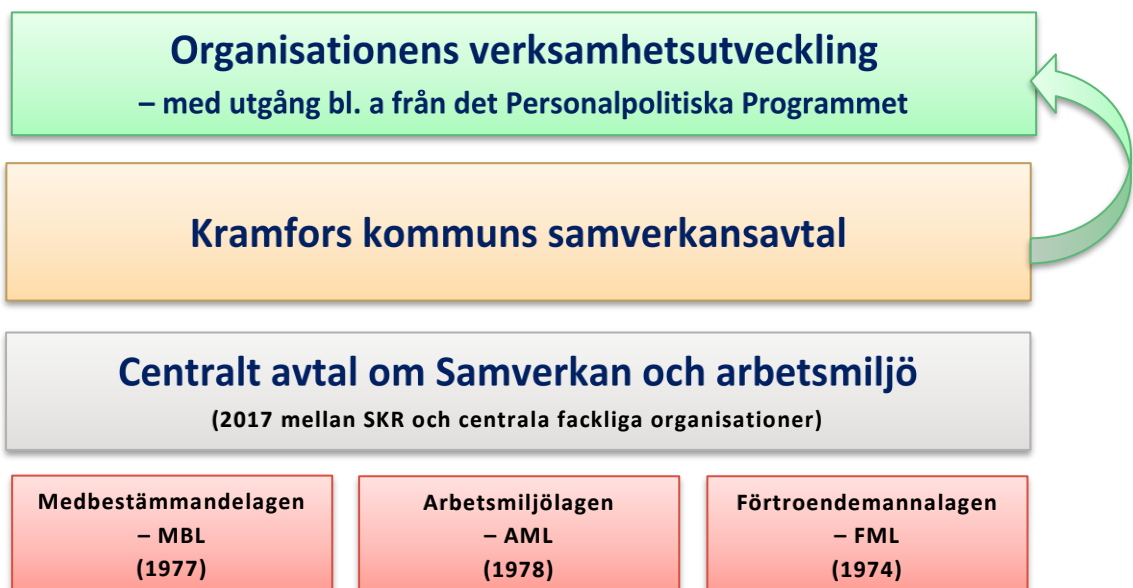 Organisationens verksamhetsutveckling
– med utgång bl. a från det Personalpolitiska Programmet
Kramfors kommuns samverkansavtal
Centralt avtal om Samverkan och arbetsmiljö
(2017 mellan SKR och centrala fackliga organisationer)
Medbestämmandelagen
– MBL
(1977)
Arbetsmiljölagen
– AML
(1978)
Förtroendemannalagen
– FML
(1974)